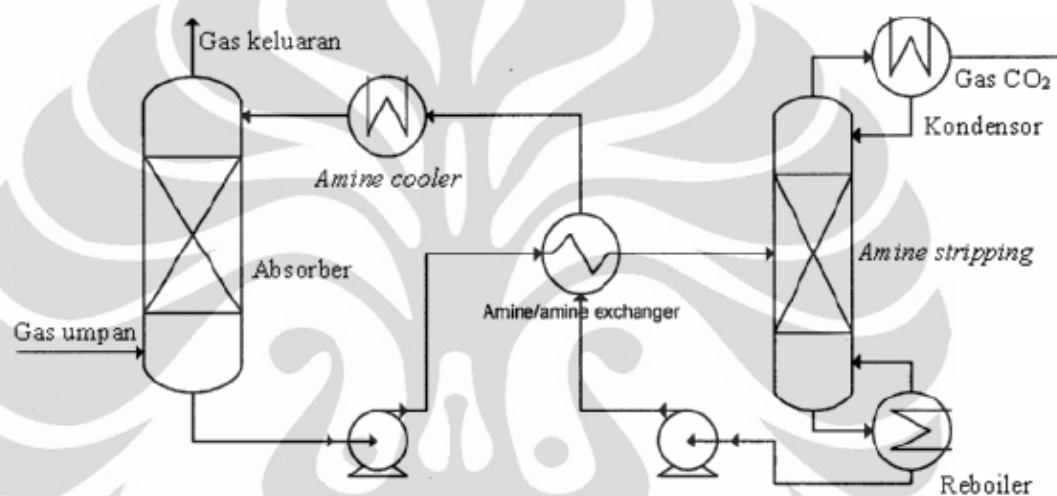 Gas keluaran
Gas CO₂
Kondensor
Amine cooler
Absorber
Amine stripping
Amine/amine exchanger
Gas umpan
Reboiler